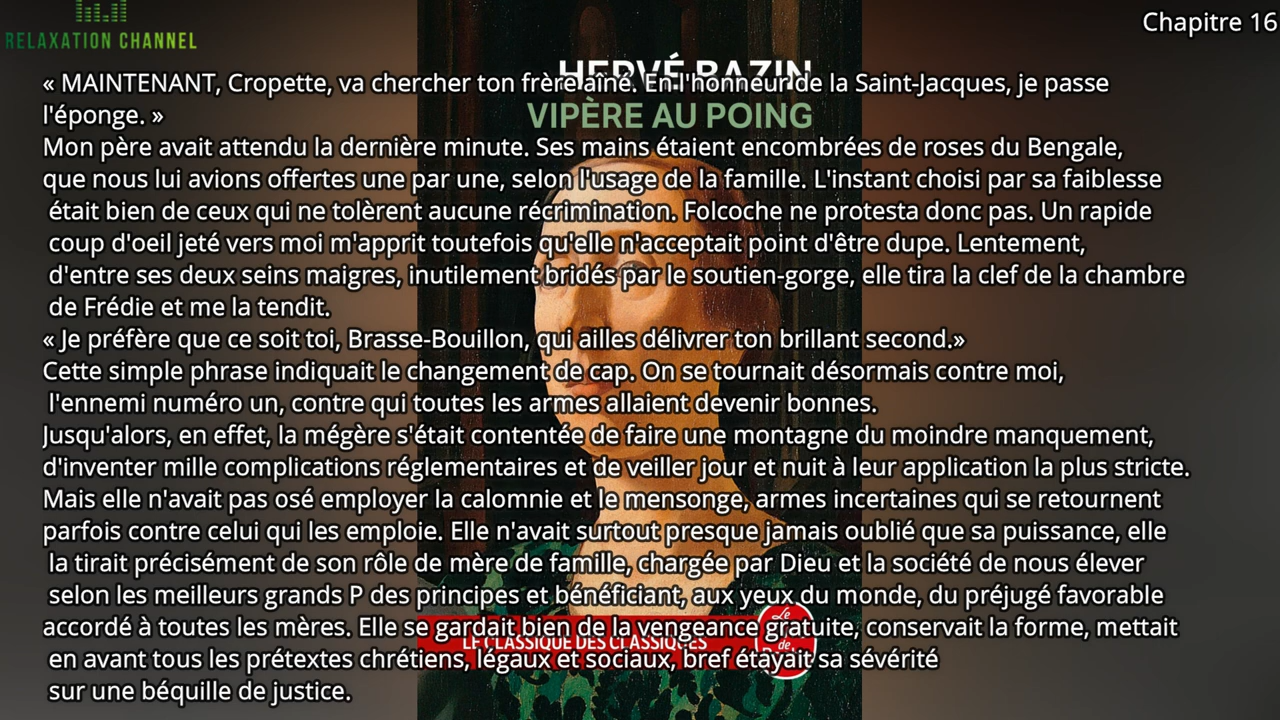 RELAXATION CHANNEL
Chapitre 16
HERVÉ BAZIN
VIPÈRE AU POING
« MAINTENANT, Cropette, va chercher ton frère aîné. En l'honneur de la Saint-Jacques, je passe
l'éponge. »
Mon père avait attendu la dernière minute. Ses mains étaient encombrées de roses du Bengale,
que nous lui avions offertes une par une, selon l'usage de la famille. L'instant choisi par sa faiblesse
était bien de ceux qui ne tolèrent aucune récrimination. Folcoche ne protesta donc pas. Un rapide
coup d'oeil jeté vers moi m'apprit toutefois qu'elle n'acceptait point d'être dupe. Lentement,
d'entre ses deux seins maigres, inutilement bridés par le soutien-gorge, elle tira la clef de la chambre
de Frédie et me la tendit.
« Je préfère que ce soit toi, Brasse-Bouillon, qui ailles délivrer ton brillant second.»
Cette simple phrase indiquait le changement de cap. On se tournait désormais contre moi,
l'ennemi numéro un, contre qui toutes les armes allaient devenir bonnes.
Jusqu'alors, en effet, la mégère s'était contentée de faire une montagne du moindre manquement,
d'inventer mille complications réglementaires et de veiller jour et nuit à leur application la plus stricte.
Mais elle n'avait pas osé employer la calomnie et le mensonge, armes incertaines qui se retournent
parfois contre celui qui les emploie. Elle n'avait surtout presque jamais oublié que sa puissance, elle
la tirait précisément de son rôle de mère de famille, chargée par Dieu et la société de nous élever
selon les meilleurs grands P des principes et bénéficiant, aux yeux du monde, du préjugé favorable
accordé à toutes les mères. Elle se gardait bien de la vengeance gratuite, conservait la forme, mettait
en avant tous les prétextes chrétiens, légaux et sociaux, bref étayait sa sévérité
sur une béquille de justice.
LE CLASSIQUE DES CLASSIQUES
Le
de